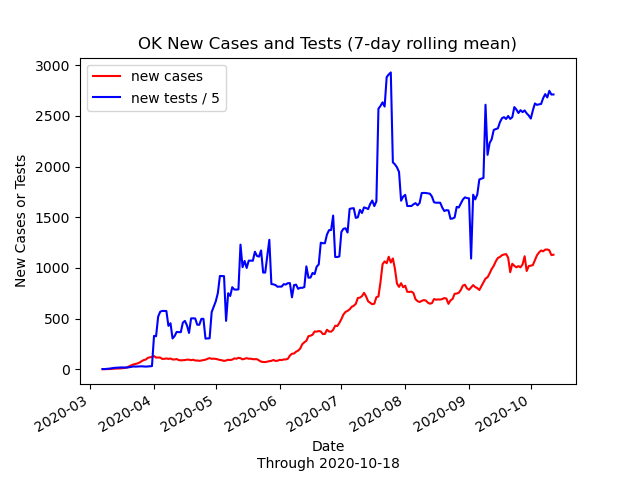 OK New Cases and Tests (7-day rolling mean)
new cases
new tests / 5
3000
2500
2000
1500
1000
500
0
New Cases or Tests
2020-03
2020-04
2020-05
2020-06
2020-07
2020-08
2020-09
2020-10
Date
Through 2020-10-18